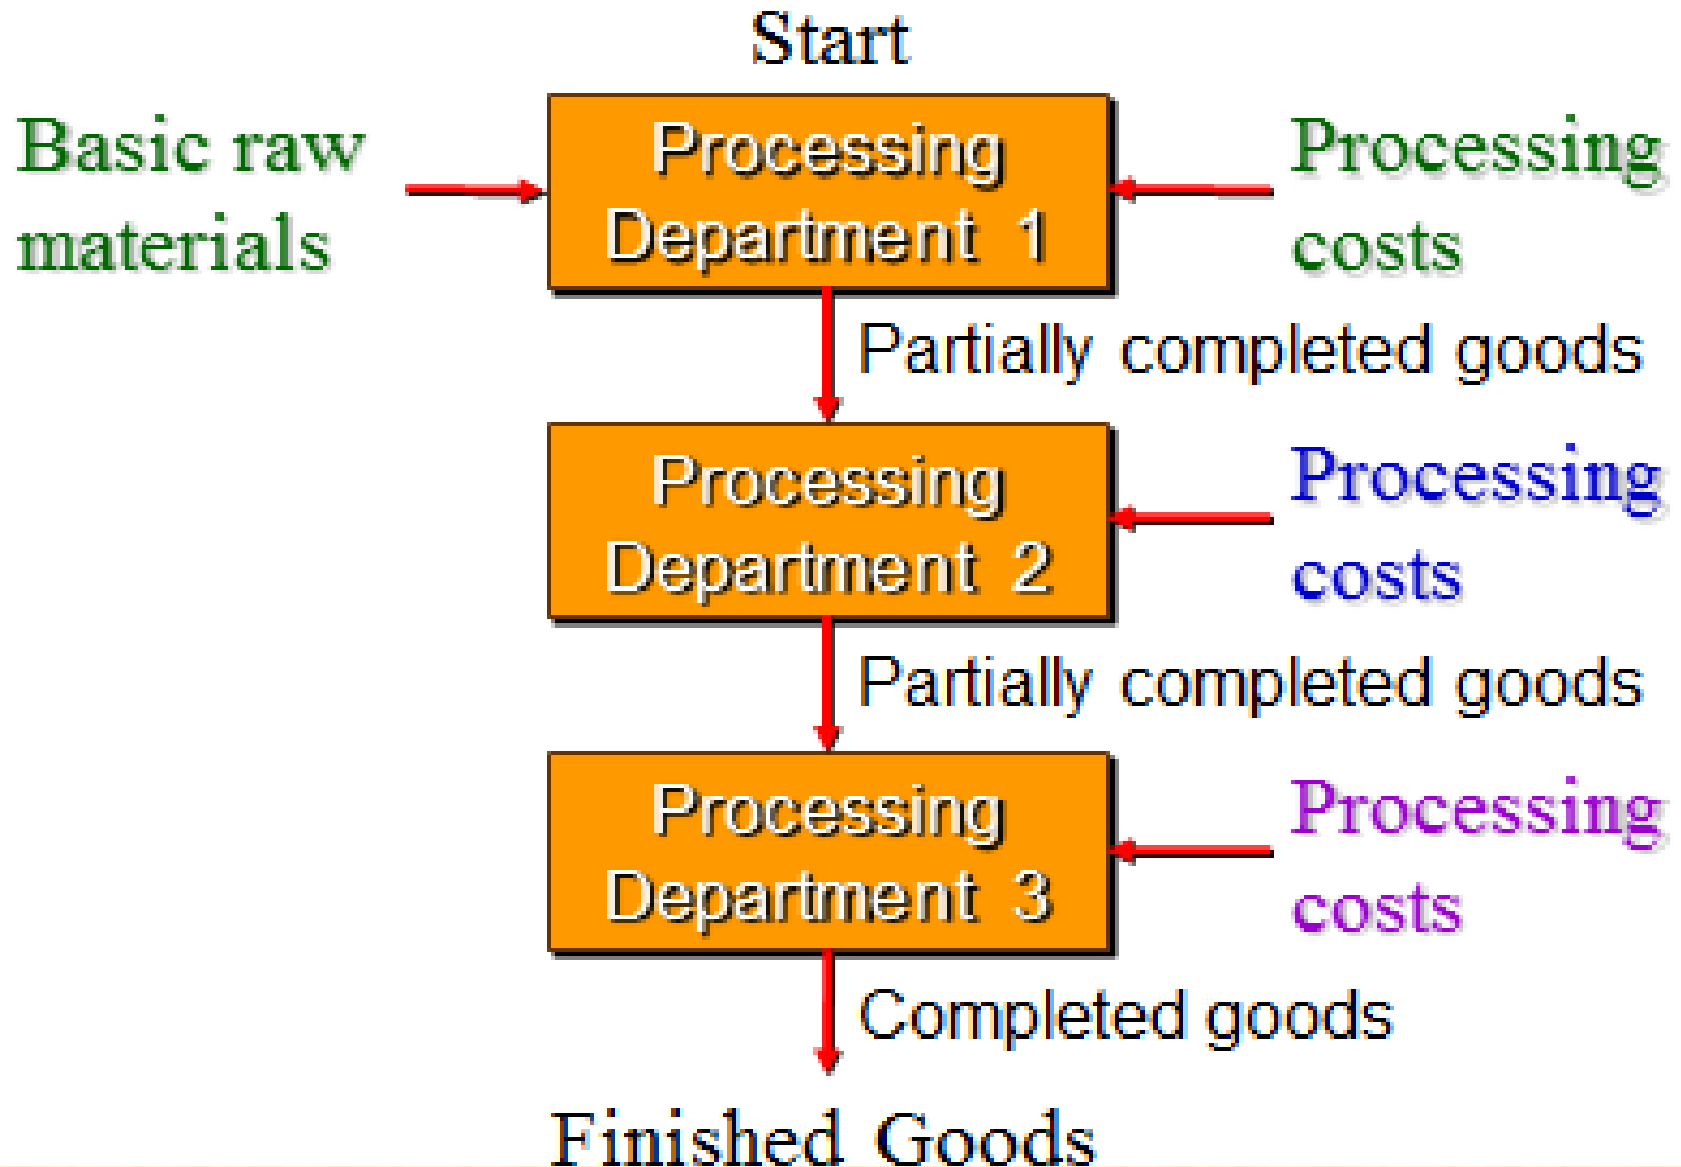 Start
Basic raw
materials
Processing
Department 1
Processing
costs
Partially completed goods
Processing
Department 2
Processing
costs
Partially completed goods
Processing
Department 3
Processing
costs
Completed goods
Finished Goods